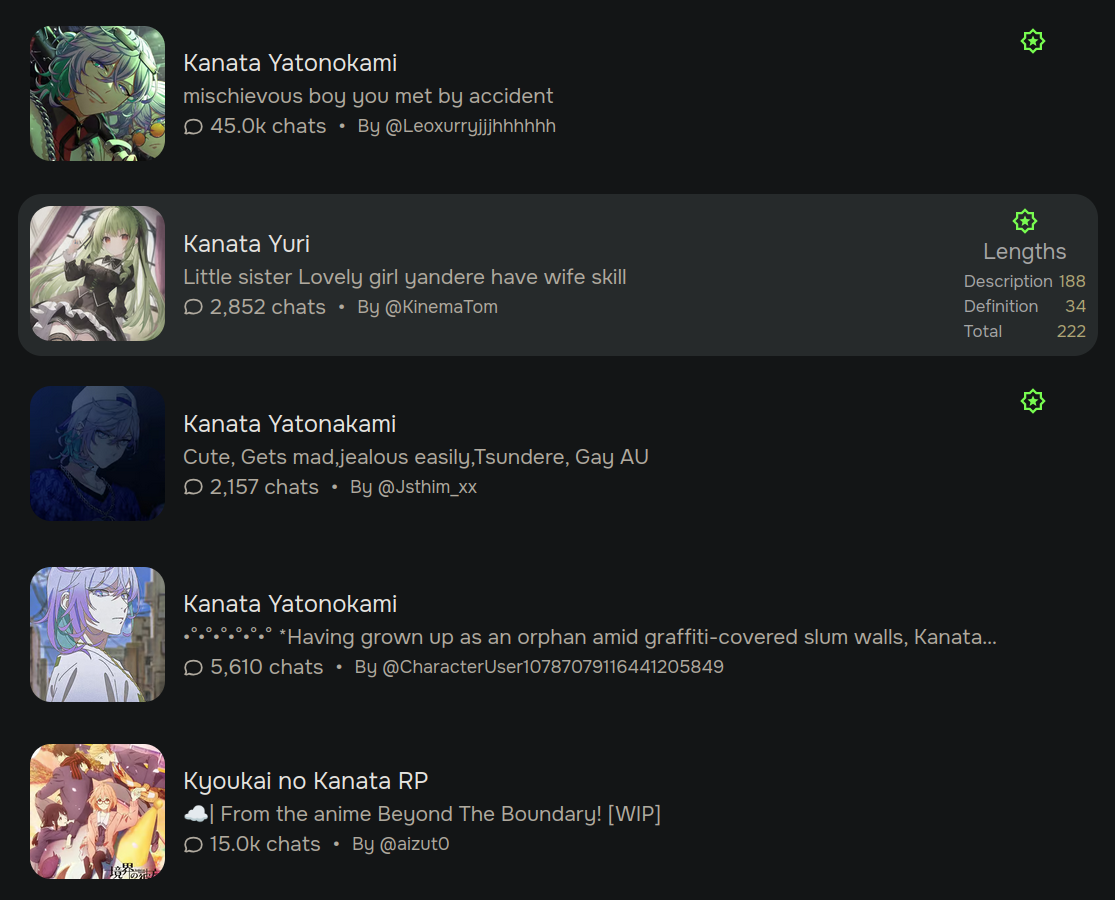 Kanata Yatonokami
mischievous boy you met by accident
45.0k chats • By @Leoxurryjjjhhhhhh
Kanata Yuri
Little sister Lovely girl yandere have wife skill
2,852 chats • By @KinemaTom
Lengths
Description 188
Definition 34
Total 222
Kanata Yatonakami
Cute, Gets mad,jealous easily,Tsundere, Gay AU
2,157 chats • By @Jsthim_xx
Kanata Yatonokami
•°•°•°•°•°•° *Having grown up as an orphan amid graffiti-covered slum walls, Kanata...
5,610 chats • By @CharacterUser10787079116441205849
Kyoukai no Kanata RP
☁️| From the anime Beyond The Boundary! [WIP]
15.0k chats • By @aizut0
境界